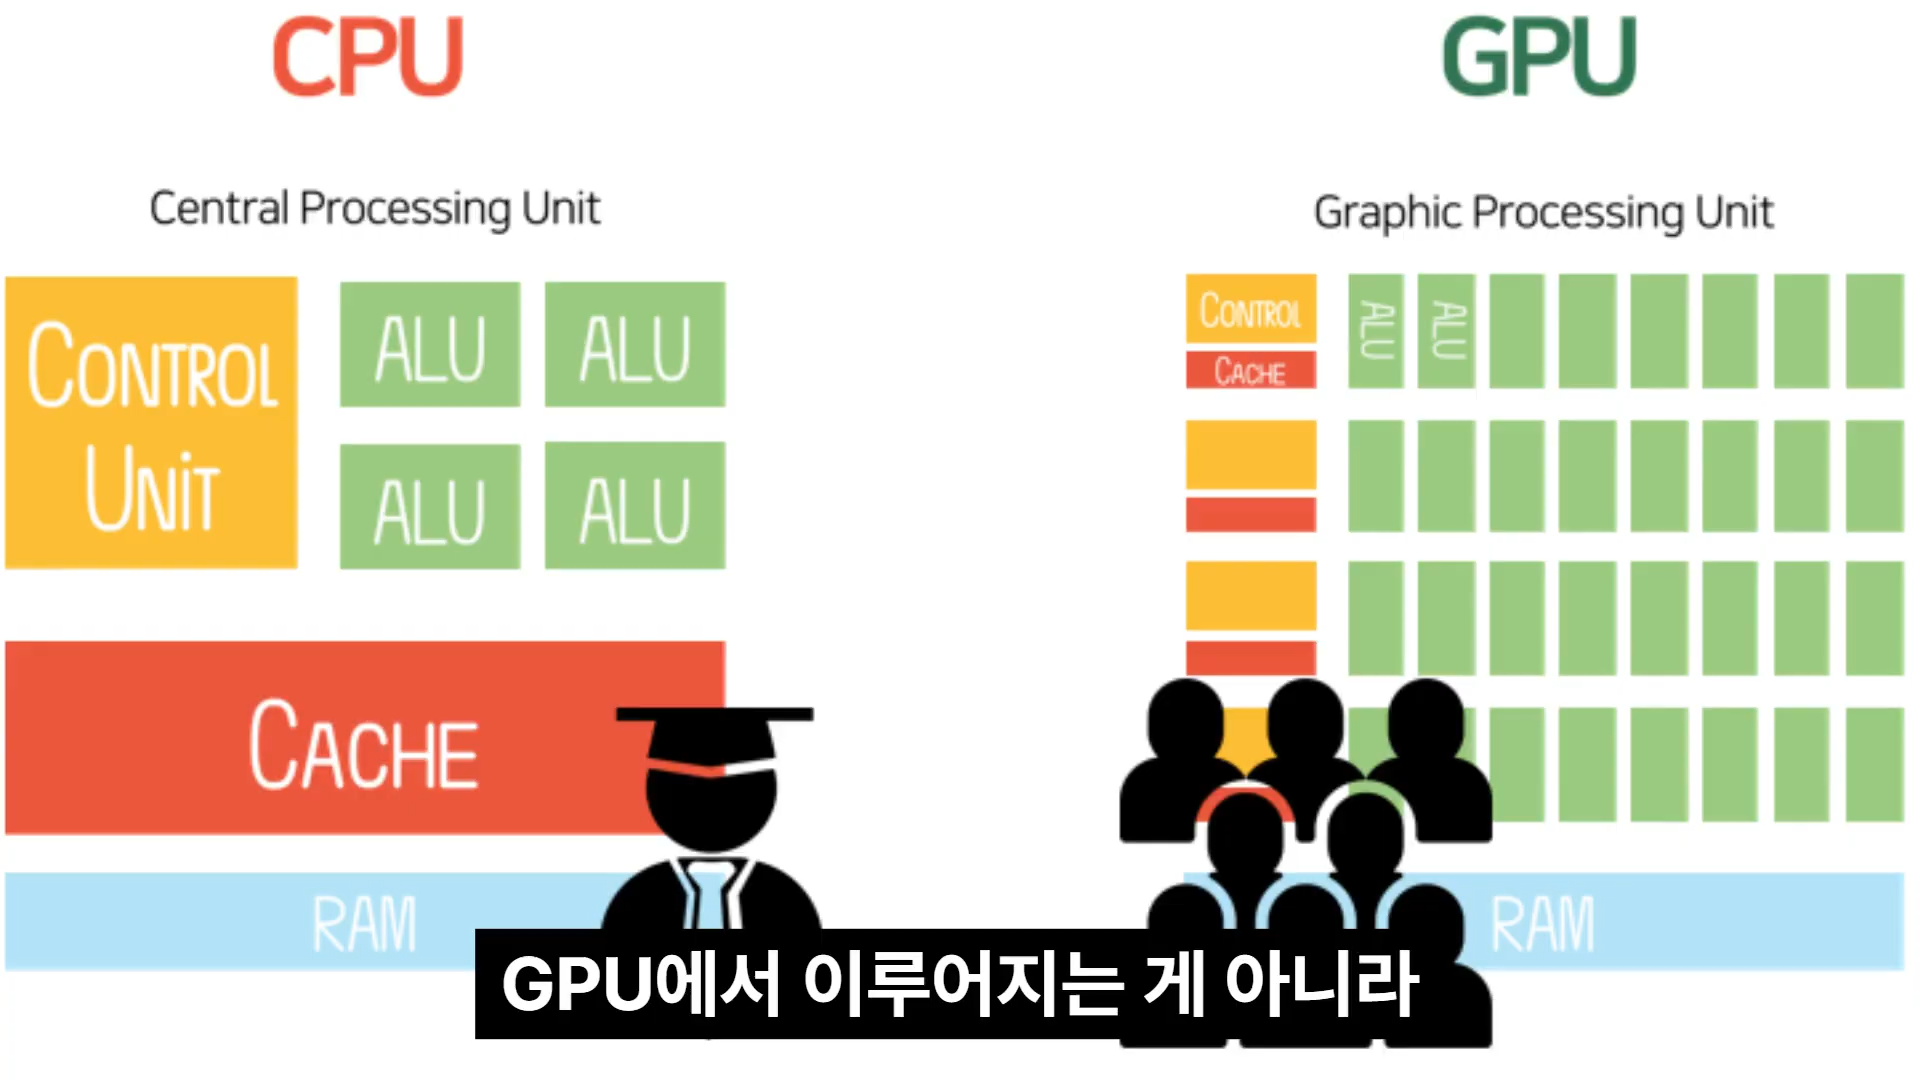 CPU
Central Processing Unit
CONTROL
UNiT
ALU
ALU
ALU
ALU
CACHE
RAM
GPU
Graphic Processing Unit
CONTROL
CACHE
ALU
ALU
RAM
GPU에서 이루어지는 게 아니라